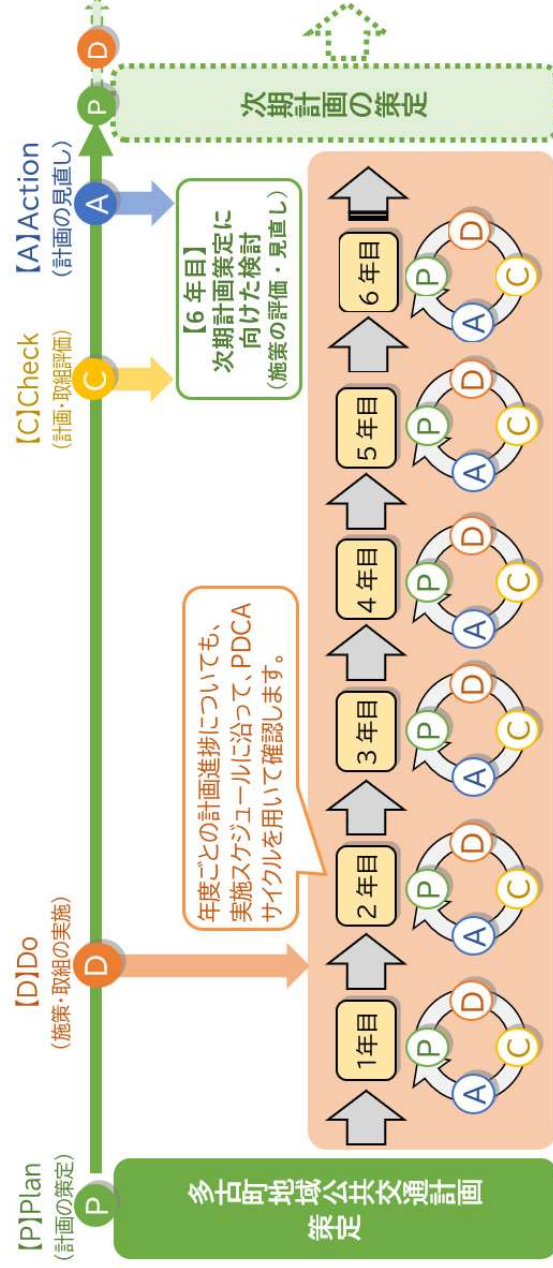 【P】Plan
（計画の策定）
P
多古町地域公共交通計画
策定
【D】Do
（施策・取組の実施）
D
年度ごとの計画進捗についても、
実施スケジュールに沿って、PDCA
サイクルを用いて確認します。
【C】Check
（計画・取組評価）
C
【A】Action
（計画の見直し）
A
【6 年目】
次期計画策定に
向けた検討
（施策の評価・見直し）
P
D
次期計画の策定
1年目
P
D
C
A
2 年目
P
D
C
A
3 年目
P
D
C
A
4 年目
P
D
C
A
5 年目
P
D
C
A
6 年目
P
D
C
A